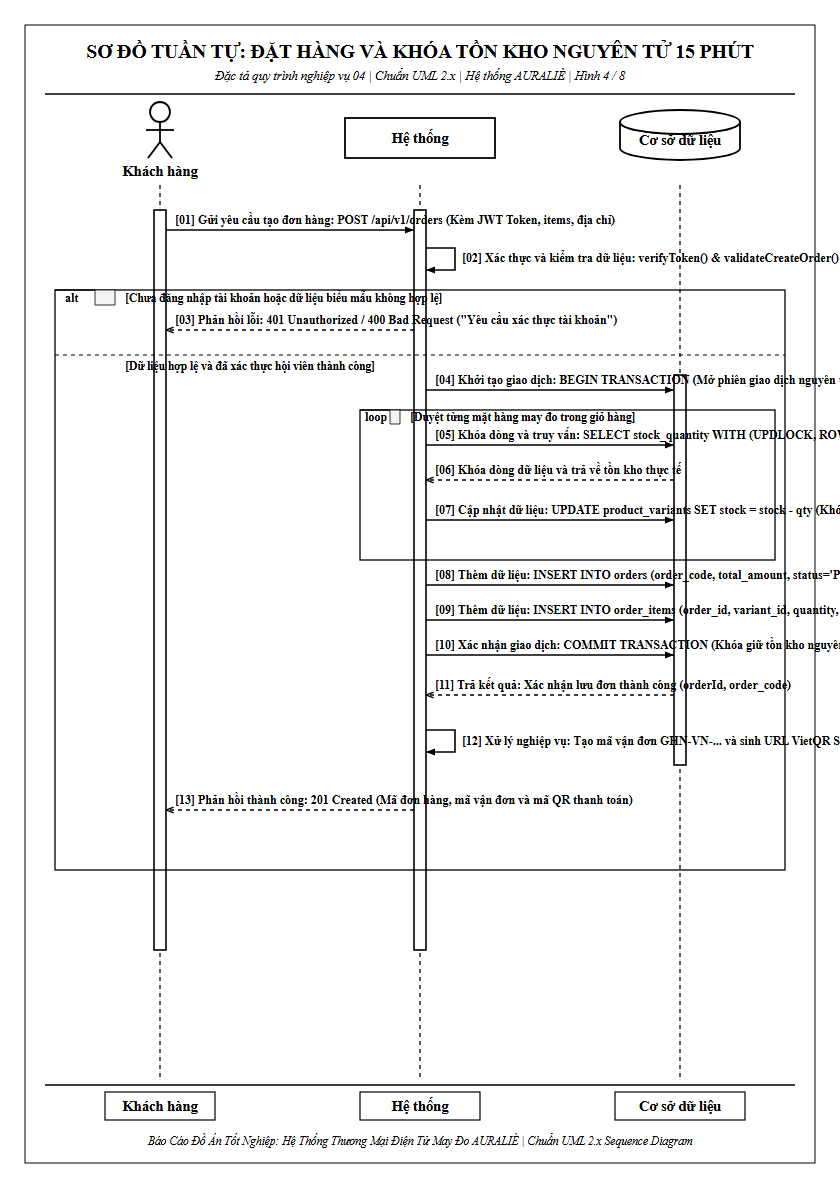 SƠ ĐỒ TUẦN TỰ: ĐẶT HÀNG VÀ KHÓA TỒN KHO NGUYÊN TỬ 15 PHÚT
Đặc tả quy trình nghiệp vụ 04 | Chuẩn UML 2.x | Hệ thống AURALIÈ | Hình 4 / 8
Khách hàng
Hệ thống
Cơ sở dữ liệu
[01] Gửi yêu cầu tạo đơn hàng: POST /api/v1/orders (Kèm JWT Token, items, địa chỉ)
[02] Xác thực và kiểm tra dữ liệu: verifyToken() & validateCreateOrder()
alt
[Chưa đăng nhập tài khoản hoặc dữ liệu biểu mẫu không hợp lệ]
[03] Phản hồi lỗi: 401 Unauthorized / 400 Bad Request ("Yêu cầu xác thực tài khoản")
[Dữ liệu hợp lệ và đã xác thực hội viên thành công]
[04] Khởi tạo giao dịch: BEGIN TRANSACTION (Mở phiên giao dịch nguyên
loop
[Duyệt từng mặt hàng may đo trong giỏ hàng]
[05] Khóa dòng và truy vấn: SELECT stock_quantity WITH (UPDLOCK, ROW
[06] Khóa dòng dữ liệu và trả về tồn kho thực tế
[07] Cập nhật dữ liệu: UPDATE product_variants SET stock = stock - qty (Khó
[08] Thêm dữ liệu: INSERT INTO orders (order_code, total_amount, status='P
[09] Thêm dữ liệu: INSERT INTO order_items (order_id, variant_id, quantity,
[10] Xác nhận giao dịch: COMMIT TRANSACTION (Khóa giữ tồn kho nguyên
[11] Trả kết quả: Xác nhận lưu đơn thành công (orderId, order_code)
[12] Xử lý nghiệp vụ: Tạo mã vận đơn GHN-VN-... và sinh URL VietQR S
[13] Phản hồi thành công: 201 Created (Mã đơn hàng, mã vận đơn và mã QR thanh toán)
Khách hàng
Hệ thống
Cơ sở dữ liệu
Báo Cáo Đồ Án Tốt Nghiệp: Hệ Thống Thương Mại Điện Tử May Đo AURALIÈ | Chuẩn UML 2.x Sequence Diagram